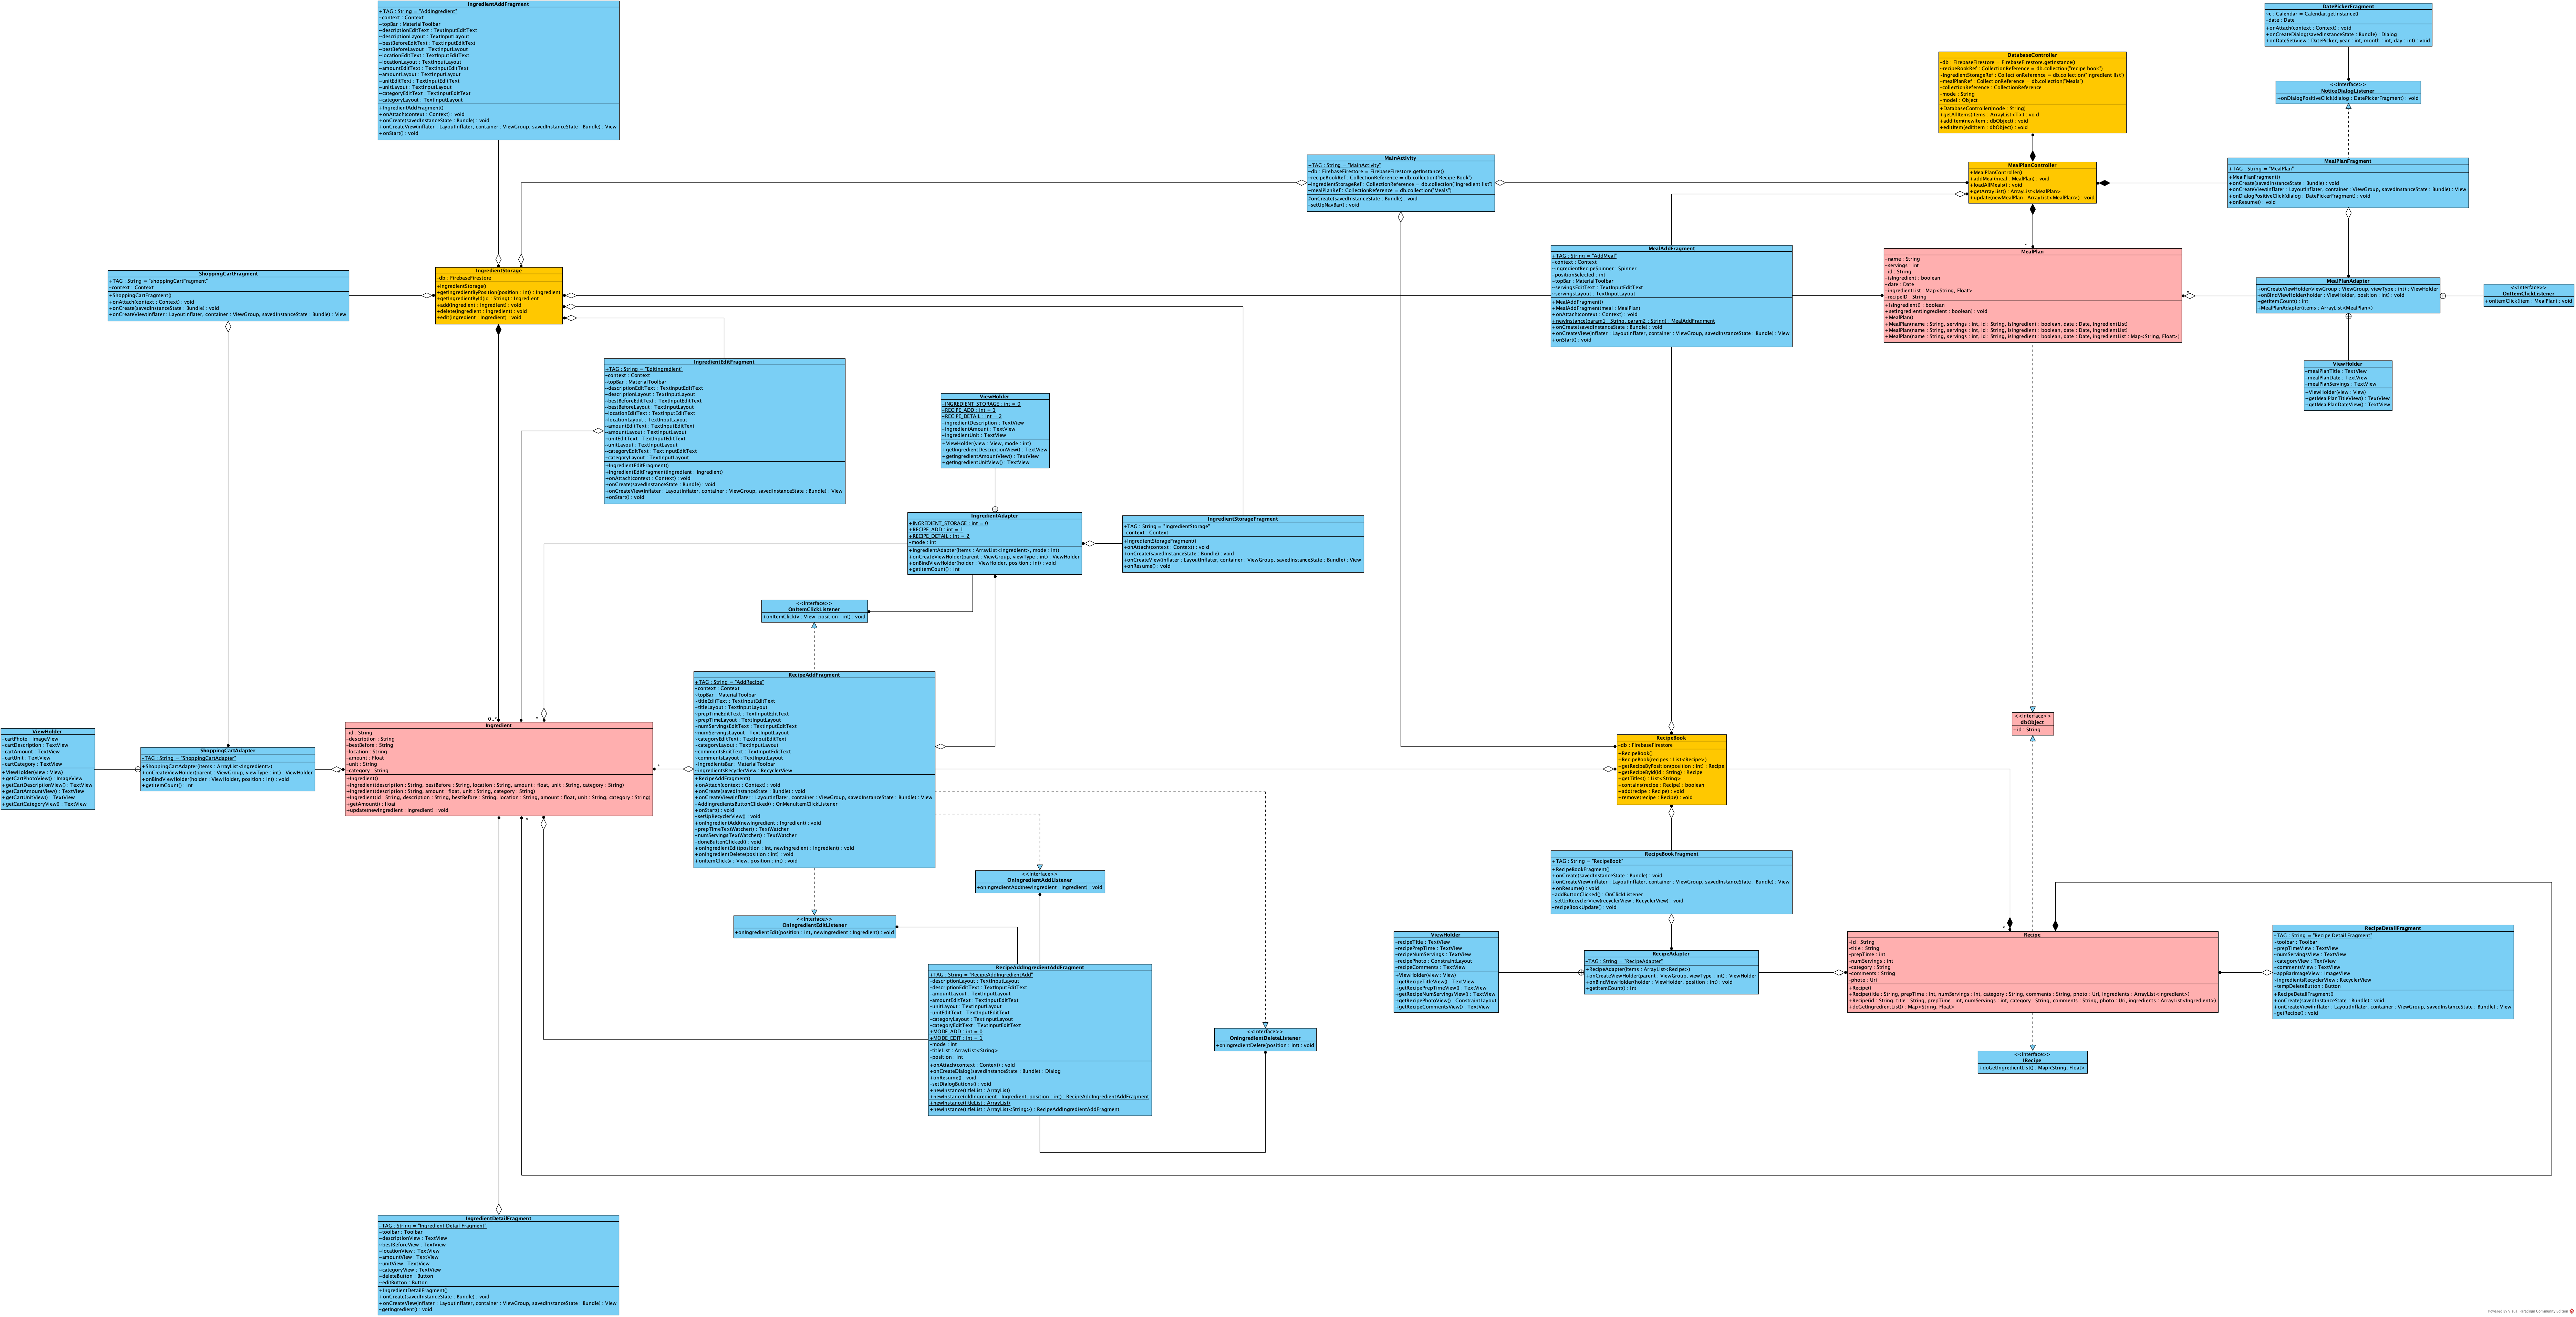 IngredientAddFragment
+TAG : String = "AddIngredient"
-context : Context
-topBar : MaterialToolbar
-descriptionEditText : TextInputEditText
-descriptionLayout : TextInputLayout
-bestBeforeEditText : TextInputEditText
-bestBeforeLayout : TextInputLayout
-locationEditText : TextInputEditText
-locationLayout : TextInputLayout
-amountEditText : TextInputEditText
-amountLayout : TextInputLayout
-unitEditText : TextInputEditText
-unitLayout : TextInputLayout
-categoryEditText : TextInputEditText
-categoryLayout : TextInputLayout
+IngredientAddFragment()
+onAttach(context : Context) : void
+onCreate(savedInstanceState : Bundle) : void
+onCreateView(inflater : LayoutInflater, container : ViewGroup, savedInstanceState : Bundle) : View
+onStart() : void
DatePickerFragment
-c : Calendar = Calendar.getInstance()
-date : Date
+onAttach(context : Context) : void
+onCreateDialog(savedInstanceState : Bundle) : Dialog
+onDateSet(view : DatePicker, year : int, month : int, day : int) : void
DatabaseController
-db : FirebaseFirestore = FirebaseFirestore.getInstance()
-recipeBookRef : CollectionReference = db.collection("recipe book")
-ingredientStorageRef : CollectionReference = db.collection("ingredient list")
-mealPlanRef : CollectionReference = db.collection("Meals")
-collectionReference : CollectionReference
-mode : String
-model : Object
+DatabaseController(mode : String)
+getAllItems(items : ArrayList<T>) : void
+addItem(newItem : dbObject) : void
+editItem(editItem : dbObject) : void
<<Interface>>
NoticeDialogListener
+onDialogPositiveClick(dialog : DatePickerFragment) : void
MainActivity
+TAG : String = "MainActivity"
-db : FirebaseFirestore = FirebaseFirestore.getInstance()
-recipeBookRef : CollectionReference = db.collection("Recipe Book")
-ingredientStorageRef : CollectionReference = db.collection("ingredient list")
-mealPlanRef : CollectionReference = db.collection("Meals")
#onCreate(savedInstanceState : Bundle) : void
-setUpNavBar() : void
MealPlanController
+MealPlanController()
+addMeal(meal : MealPlan) : void
+loadAllMeals() : void
+getArrayList() : ArrayList<MealPlan>
+update(newMealPlan : ArrayList<MealPlan>) : void
MealPlanFragment
+TAG : String = "MealPlan"
+MealPlanFragment()
+onCreate(savedInstanceState : Bundle) : void
+onCreateView(inflater : LayoutInflater, container : ViewGroup, savedInstanceState : Bundle) : View
+onDialogPositiveClick(dialog : DatePickerFragment) : void
+onResume() : void
ShoppingCartFragment
+TAG : String = "shoppingCartFragment"
-context : Context
+ShoppingCartFragment()
+onAttach(context : Context) : void
+onCreate(savedInstanceState : Bundle) : void
+onCreateView(inflater : LayoutInflater, container : ViewGroup, savedInstanceState : Bundle) : View
IngredientStorage
-db : FirebaseFirestore
+IngredientStorage()
+getIngredientByPosition(position : int) : Ingredient
+getIngredientById(id : String) : Ingredient
+add(ingredient : Ingredient) : void
+delete(ingredient : Ingredient) : void
+edit(ingredient : Ingredient) : void
MealAddFragment
+TAG : String = "AddMeal"
-context : Context
-ingredientRecipeSpinner : Spinner
-positionSelected : int
-topBar : MaterialToolbar
-servingsEditText : TextInputEditText
-servingsLayout : TextInputLayout
+MealAddFragment()
+MealAddFragment(meal : MealPlan)
+onAttach(context : Context) : void
+newInstance(param1 : String, param2 : String) : MealAddFragment
+onCreate(savedInstanceState : Bundle) : void
+onCreateView(inflater : LayoutInflater, container : ViewGroup, savedInstanceState : Bundle) : View
+onStart() : void
*
MealPlan
-name : String
-servings : int
-id : String
-isIngredient : boolean
-date : Date
-ingredientList : Map<String, Float>
-recipeID : String
+isIngredient() : boolean
+setIngredient(ingredient : boolean) : void
+MealPlan()
+MealPlan(name : String, servings : int, id : String, isIngredient : boolean, date : Date, ingredientList)
+MealPlan(name : String, servings : int, id : String, isIngredient : boolean, date : Date, ingredientList)
+MealPlan(name : String, servings : int, id : String, isIngredient : boolean, date : Date, ingredientList : Map<String, Float>)
*
MealPlanAdapter
+onCreateViewHolder(viewGroup : ViewGroup, viewType : int) : ViewHolder
+onBindViewHolder(holder : ViewHolder, position : int) : void
+getItemCount() : int
+MealPlanAdapter(items : ArrayList<MealPlan>)
<<Interface>>
OnItemClickListener
+onItemClick(item : MealPlan) : void
ViewHolder
-mealPlanTitle : TextView
-mealPlanDate : TextView
-mealPlanServings : TextView
+ViewHolder(view : View)
+getMealPlanTitleView() : TextView
+getMealPlanDateView() : TextView
IngredientEditFragment
+TAG : String = "EditIngredient"
-context : Context
-topBar : MaterialToolbar
-descriptionEditText : TextInputEditText
-descriptionLayout : TextInputLayout
-bestBeforeEditText : TextInputEditText
-bestBeforeLayout : TextInputLayout
-locationEditText : TextInputEditText
-locationLayout : TextInputLayout
-amountEditText : TextInputEditText
-amountLayout : TextInputLayout
-unitEditText : TextInputEditText
-unitLayout : TextInputLayout
-categoryEditText : TextInputEditText
-categoryLayout : TextInputLayout
+IngredientEditFragment()
+IngredientEditFragment(ingredient : Ingredient)
+onAttach(context : Context) : void
+onCreate(savedInstanceState : Bundle) : void
+onCreateView(inflater : LayoutInflater, container : ViewGroup, savedInstanceState : Bundle) : View
+onStart() : void
ViewHolder
-INGREDIENT_STORAGE : int = 0
-RECIPE_ADD : int = 1
-RECIPE_DETAIL : int = 2
-ingredientDescription : TextView
-ingredientAmount : TextView
-ingredientUnit : TextView
+ViewHolder(view : View, mode : int)
+getIngredientDescriptionView() : TextView
+getIngredientAmountView() : TextView
+getIngredientUnitView() : TextView
IngredientAdapter
+INGREDIENT_STORAGE : int = 0
+RECIPE_ADD : int = 1
+RECIPE_DETAIL : int = 2
-mode : int
+IngredientAdapter(items : ArrayList<Ingredient>, mode : int)
+onCreateViewHolder(parent : ViewGroup, viewType : int) : ViewHolder
+onBindViewHolder(holder : ViewHolder, position : int) : void
+getItemCount() : int
IngredientStorageFragment
+TAG : String = "IngredientStorage"
-context : Context
+IngredientStorageFragment()
+onAttach(context : Context) : void
+onCreate(savedInstanceState : Bundle) : void
+onCreateView(inflater : LayoutInflater, container : ViewGroup, savedInstanceState : Bundle) : View
+onResume() : void
<<Interface>>
OnItemClickListener
+onItemClick(v : View, position : int) : void
RecipeAddFragment
+TAG : String = "AddRecipe"
-context : Context
-topBar : MaterialToolbar
-titleEditText : TextInputEditText
-titleLayout : TextInputLayout
-prepTimeEditText : TextInputEditText
-prepTimeLayout : TextInputLayout
-numServingsEditText : TextInputEditText
-numServingsLayout : TextInputLayout
-categoryEditText : TextInputEditText
-categoryLayout : TextInputLayout
-commentsEditText : TextInputEditText
-commentsLayout : TextInputLayout
-ingredientsBar : MaterialToolbar
-ingredientsRecyclerView : RecyclerView
+RecipeAddFragment()
+onAttach(context : Context) : void
+onCreate(savedInstanceState : Bundle) : void
+onCreateView(inflater : LayoutInflater, container : ViewGroup, savedInstanceState : Bundle) : View
-AddingredientsButtonClicked() : OnMenuItemClickListener
+onStart() : void
-setUpRecyclerView() : void
+onIngredientAdd(newIngredient : Ingredient) : void
-prepTimeTextWatcher() : TextWatcher
-numServingsTextWatcher() : TextWatcher
-doneButtonClicked() : void
+onIngredientEdit(position : int, newIngredient : Ingredient) : void
+onIngredientDelete(position : int) : void
+onItemClick(v : View, position : int) : void
0..*
*
Ingredient
-id : String
-description : String
-bestBefore : String
-location : String
-amount : Float
-unit : String
-category : String
+Ingredient()
+Ingredient(description : String, bestBefore : String, location : String, amount : float, unit : String, category : String)
+Ingredient(description : String, amount : float, unit : String, category : String)
+Ingredient(id : String, description : String, bestBefore : String, location : String, amount : float, unit : String, category : String)
+getAmount() : float
+update(newIngredient : Ingredient) : void
*
*
ViewHolder
-cartPhoto : ImageView
-cartDescription : TextView
-cartAmount : TextView
-cartUnit : TextView
-cartCategory : TextView
+ViewHolder(view : View)
+getCartPhotoView() : ImageView
+getCartDescriptionView() : TextView
+getCartAmountView() : TextView
+getCartUnitView() : TextView
+getCartCategoryView() : TextView
ShoppingCartAdapter
-TAG : String = "ShoppingCartAdapter"
+ShoppingCartAdapter(items : ArrayList<Ingredient>)
+onCreateViewHolder(parent : ViewGroup, viewType : int) : ViewHolder
+onBindViewHolder(holder : ViewHolder, position : int) : void
+getItemCount() : int
<<Interface>>
dbObject
+id : String
RecipeBook
-db : FirebaseFirestore
+RecipeBook()
+RecipeBook(recipes : List<Recipe>)
+getRecipeByPosition(position : int) : Recipe
+getRecipeById(id : String) : Recipe
+getTitles() : List<String>
+contains(recipe : Recipe) : boolean
+add(recipe : Recipe) : void
+remove(recipe : Recipe) : void
<<Interface>>
OnIngredientAddListener
+onIngredientAdd(newIngredient : Ingredient) : void
<<Interface>>
OnIngredientEditListener
+onIngredientEdit(position : int, newIngredient : Ingredient) : void
RecipeBookFragment
+TAG : String = "RecipeBook"
+RecipeBookFragment()
+onCreate(savedInstanceState : Bundle) : void
+onCreateView(inflater : LayoutInflater, container : ViewGroup, savedInstanceState : Bundle) : View
+onResume() : void
-addButtonClicked() : OnClickListener
-setUpRecyclerView(recyclerView : RecyclerView) : void
-recipeBookUpdate() : void
ViewHolder
-recipeTitle : TextView
-recipePrepTime : TextView
-recipeNumServings : TextView
-recipePhoto : ConstraintLayout
-recipeComments : TextView
+ViewHolder(view : View)
+getRecipeTitleView() : TextView
+getRecipePrepTimeView() : TextView
+getRecipeNumServingsView() : TextView
+getRecipePhotoView() : ConstraintLayout
+getRecipeCommentsView() : TextView
RecipeAdapter
-TAG : String = "RecipeAdapter"
+RecipeAdapter(items : ArrayList<Recipe>)
+onCreateViewHolder(parent : ViewGroup, viewType : int) : ViewHolder
+onBindViewHolder(holder : ViewHolder, position : int) : void
+getItemCount() : int
*
Recipe
-id : String
-title : String
-prepTime : int
-numServings : int
-category : String
-comments : String
-photo : Uri
+Recipe()
+Recipe(title : String, prepTime : int, numServings : int, category : String, comments : String, photo : Uri, ingredients : ArrayList<Ingredient>)
+Recipe(id : String, title : String, prepTime : int, numServings : int, category : String, comments : String, photo : Uri, ingredients : ArrayList<Ingredient>)
+doGetIngredientList() : Map<String, Float>
RecipeDetailFragment
-TAG : String = "Recipe Detail Fragment"
-toolbar : Toolbar
-prepTimeView : TextView
-numServingsView : TextView
-categoryView : TextView
-commentsView : TextView
-appBarImageView : ImageView
-ingredientsRecyclerView : RecyclerView
-tempDeleteButton : Button
+RecipeDetailFragment()
+onCreate(savedInstanceState : Bundle) : void
+onCreateView(inflater : LayoutInflater, container : ViewGroup, savedInstanceState : Bundle) : View
-getRecipe() : void
RecipeAddIngredientAddFragment
+TAG : String = "RecipeAddIngredientAdd"
-descriptionLayout : TextInputLayout
-descriptionEditText : TextInputEditText
-amountLayout : TextInputLayout
-amountEditText : TextInputEditText
-unitLayout : TextInputLayout
-unitEditText : TextInputEditText
-categoryLayout : TextInputLayout
-categoryEditText : TextInputEditText
+MODE_ADD : int = 0
+MODE_EDIT : int = 1
-mode : int
-titleList : ArrayList<String>
-position : int
+onAttach(context : Context) : void
+onCreateDialog(savedInstanceState : Bundle) : Dialog
+onResume() : void
-setDialogButtons() : void
+newInstance(titleList : ArrayList)
+newInstance(oldIngredient : Ingredient, position : int) : RecipeAddIngredientAddFragment
+newInstance(titleList : ArrayList)
+newInstance(titleList : ArrayList<String>) : RecipeAddIngredientAddFragment
<<Interface>>
OnIngredientDeleteListener
+onIngredientDelete(position : int) : void
<<Interface>>
IRecipe
+doGetIngredientList() : Map<String, Float>
IngredientDetailFragment
-TAG : String = "Ingredient Detail Fragment"
-toolbar : Toolbar
-descriptionView : TextView
-bestBeforeView : TextView
-locationView : TextView
-amountView : TextView
-unitView : TextView
-categoryView : TextView
-deleteButton : Button
-editButton : Button
+IngredientDetailFragment()
+onCreate(savedInstanceState : Bundle) : void
+onCreateView(inflater : LayoutInflater, container : ViewGroup, savedInstanceState : Bundle) : View
-getIngredient() : void
Powered By Visual Paradigm Community Edition